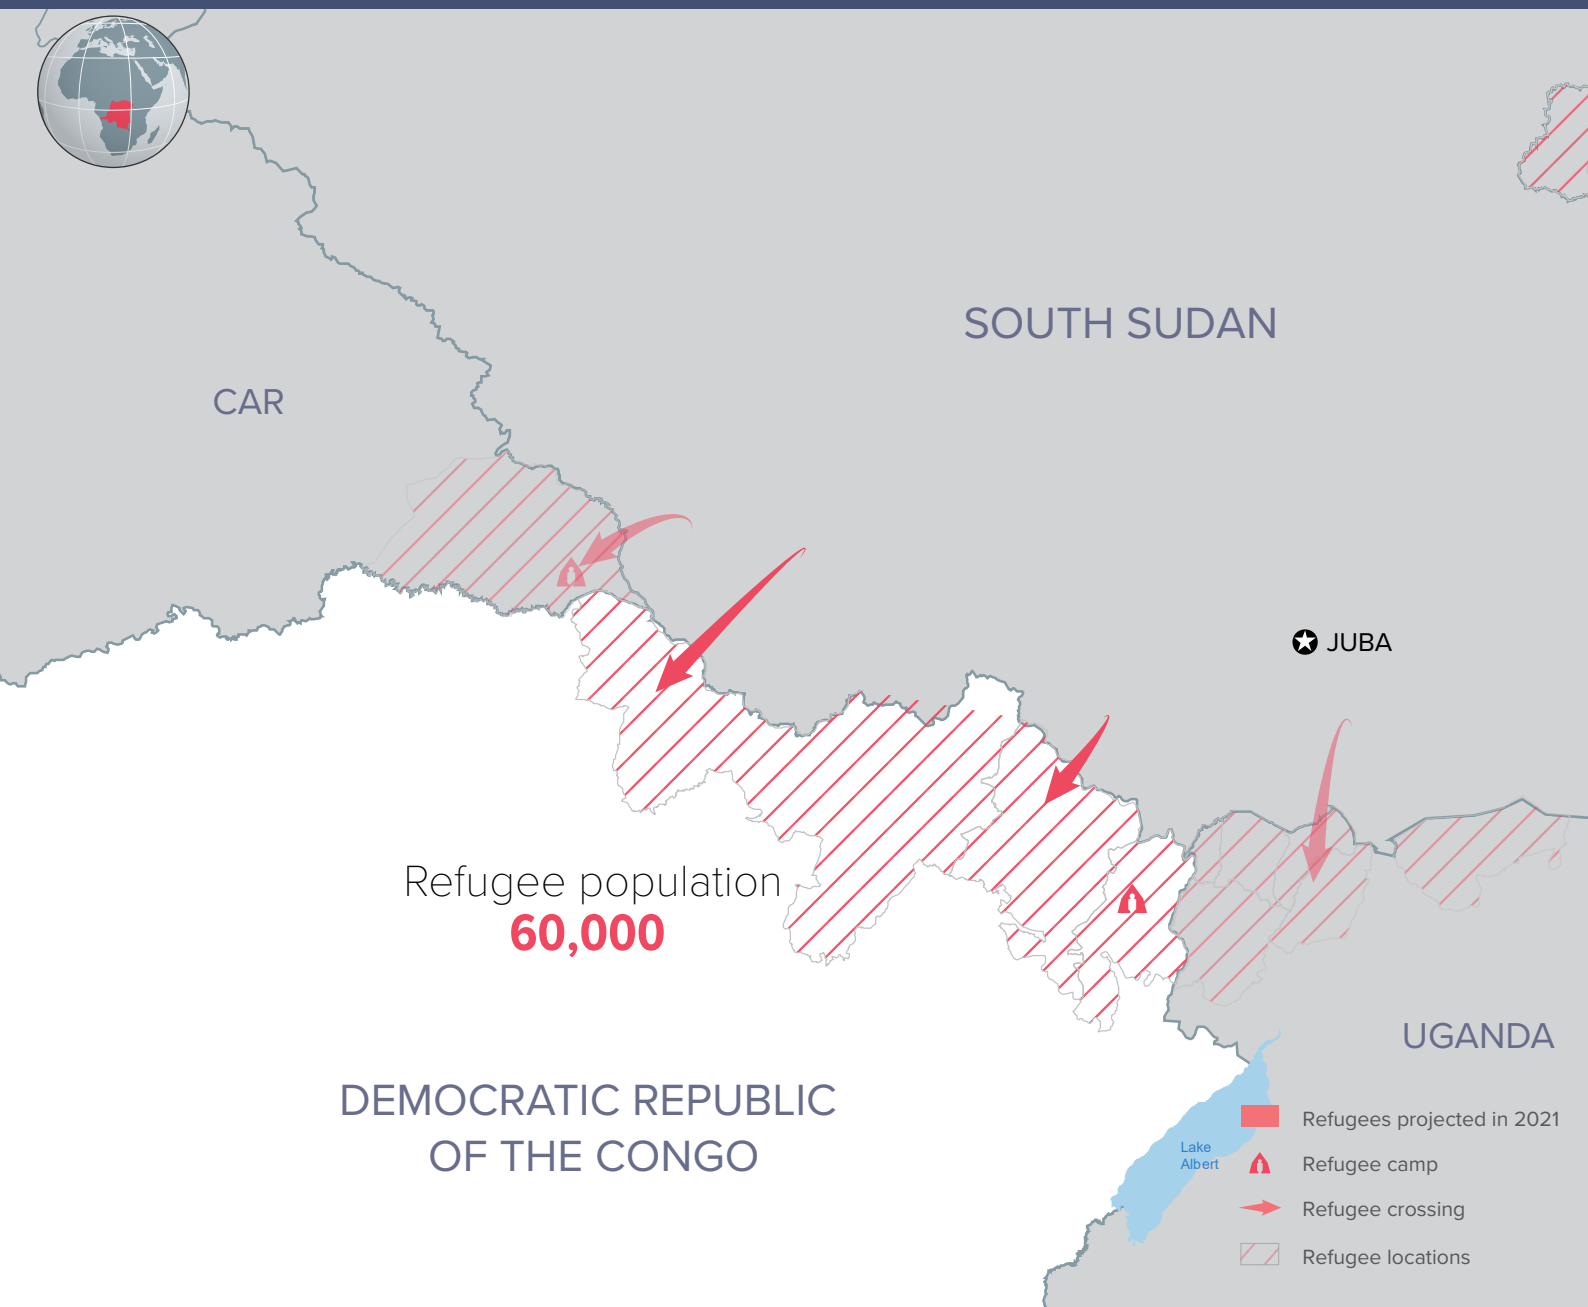 SOUTH SUDAN
CAR
JUBA
Refugee population
60,000
UGANDA
DEMOCRATIC REPUBLIC
OF THE CONGO
Lake
Albert
Refugees projected in 2021
Refugee camp
Refugee crossing
Refugee locations